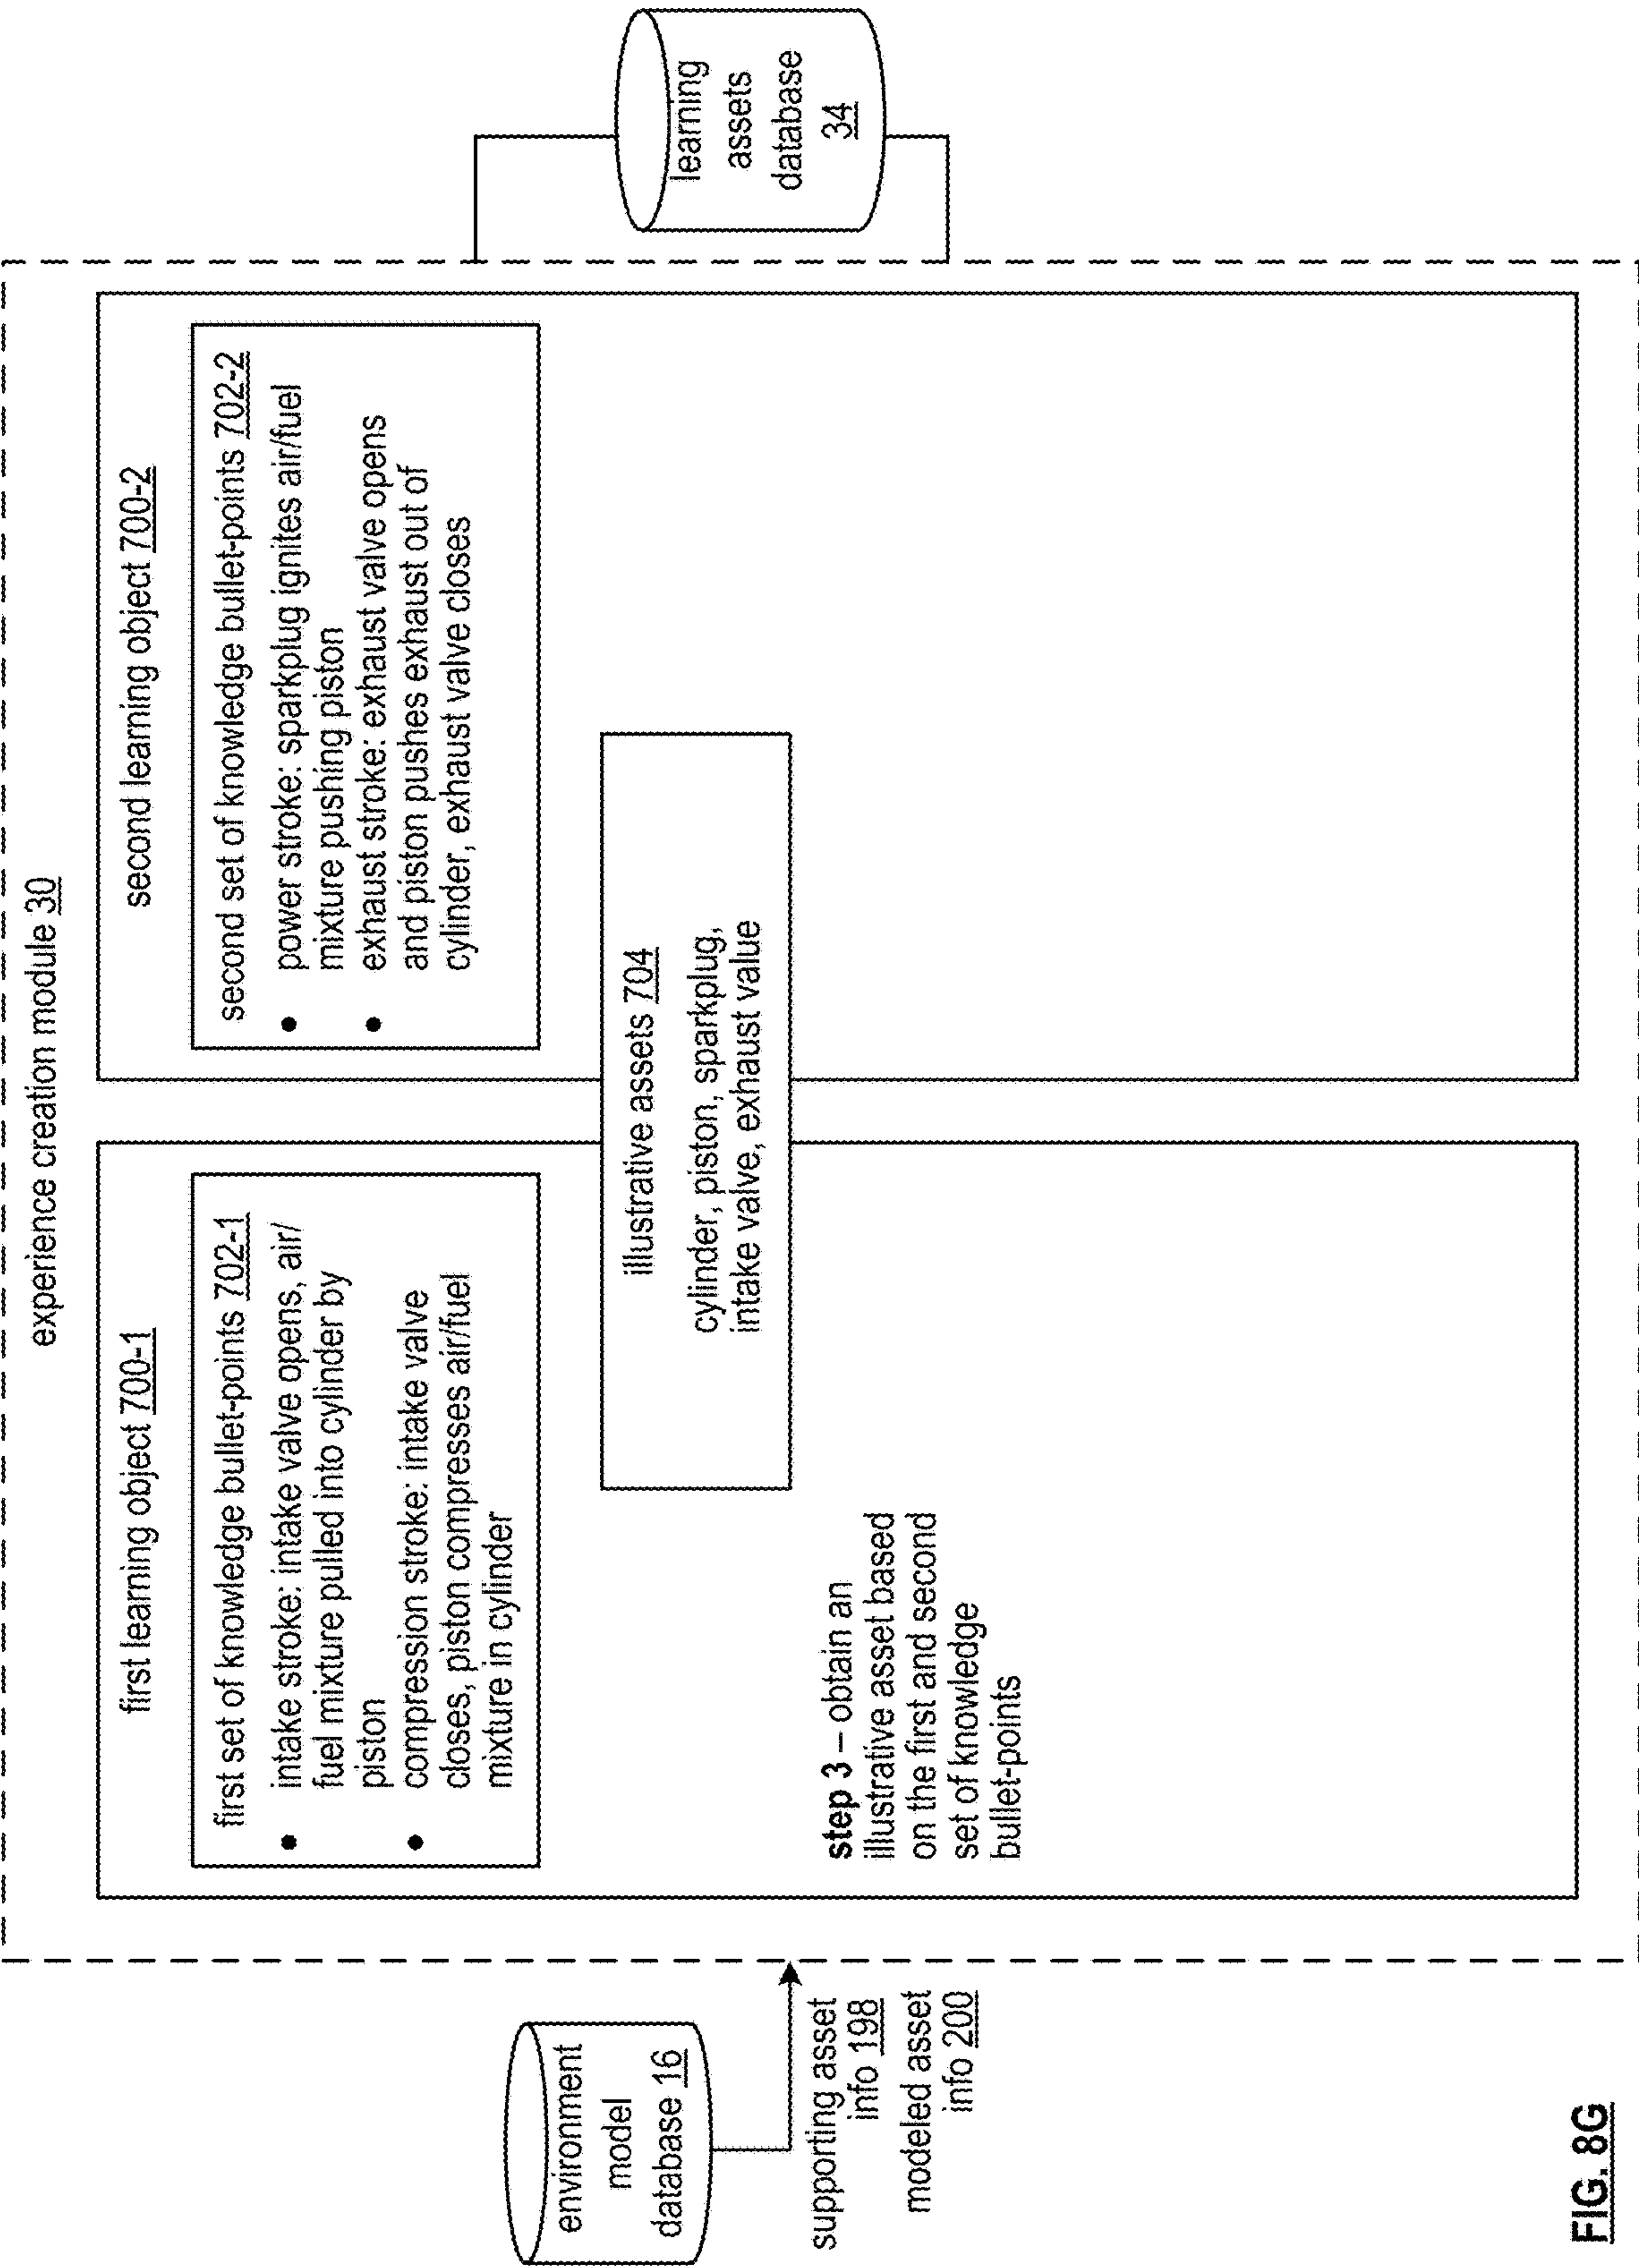 experience creation module 30
first learning object 700-1
first set of knowledge bullet-points 702-1
• intake stroke: intake valve opens, air/
fuel mixture pulled into cylinder by
piston
• compression stroke: intake valve
closes, piston compresses air/fuel
mixture in cylinder
second learning object 700-2
second set of knowledge bullet-points 702-2
• power stroke: sparkplug ignites air/fuel
mixture pushing piston
• exhaust stroke: exhaust valve opens
and piston pushes exhaust out of
cylinder, exhaust valve closes
illustrative assets 704
cylinder, piston, sparkplug,
intake valve, exhaust value
step 3 – obtain an
illustrative asset based
on the first and second
set of knowledge
bullet-points
environment
model
database 16
supporting asset
info 198
modeled asset
info 200
learning
assets
database
34
FIG. 8G